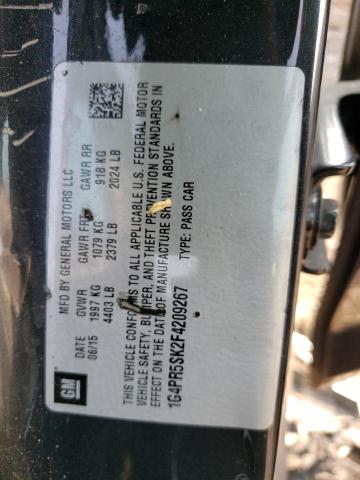 GM
MFD BY GENERAL MOTORS LLC
DATE GVWR GAWR FRT GAWR RR
06/15 1997 KG 1079 KG 918 KG
4403 LB 2379 LB 2024 LB
THIS VEHICLE CONFORMS TO ALL APPLICABLE U.S. FEDERAL MOTOR
VEHICLE SAFETY, BUMPER, AND THEFT PREVENTION STANDARDS IN
EFFECT ON THE DATE OF MANUFACTURE SHOWN ABOVE.
1G4PR5SK2F4209267 TYPE: PASS CAR